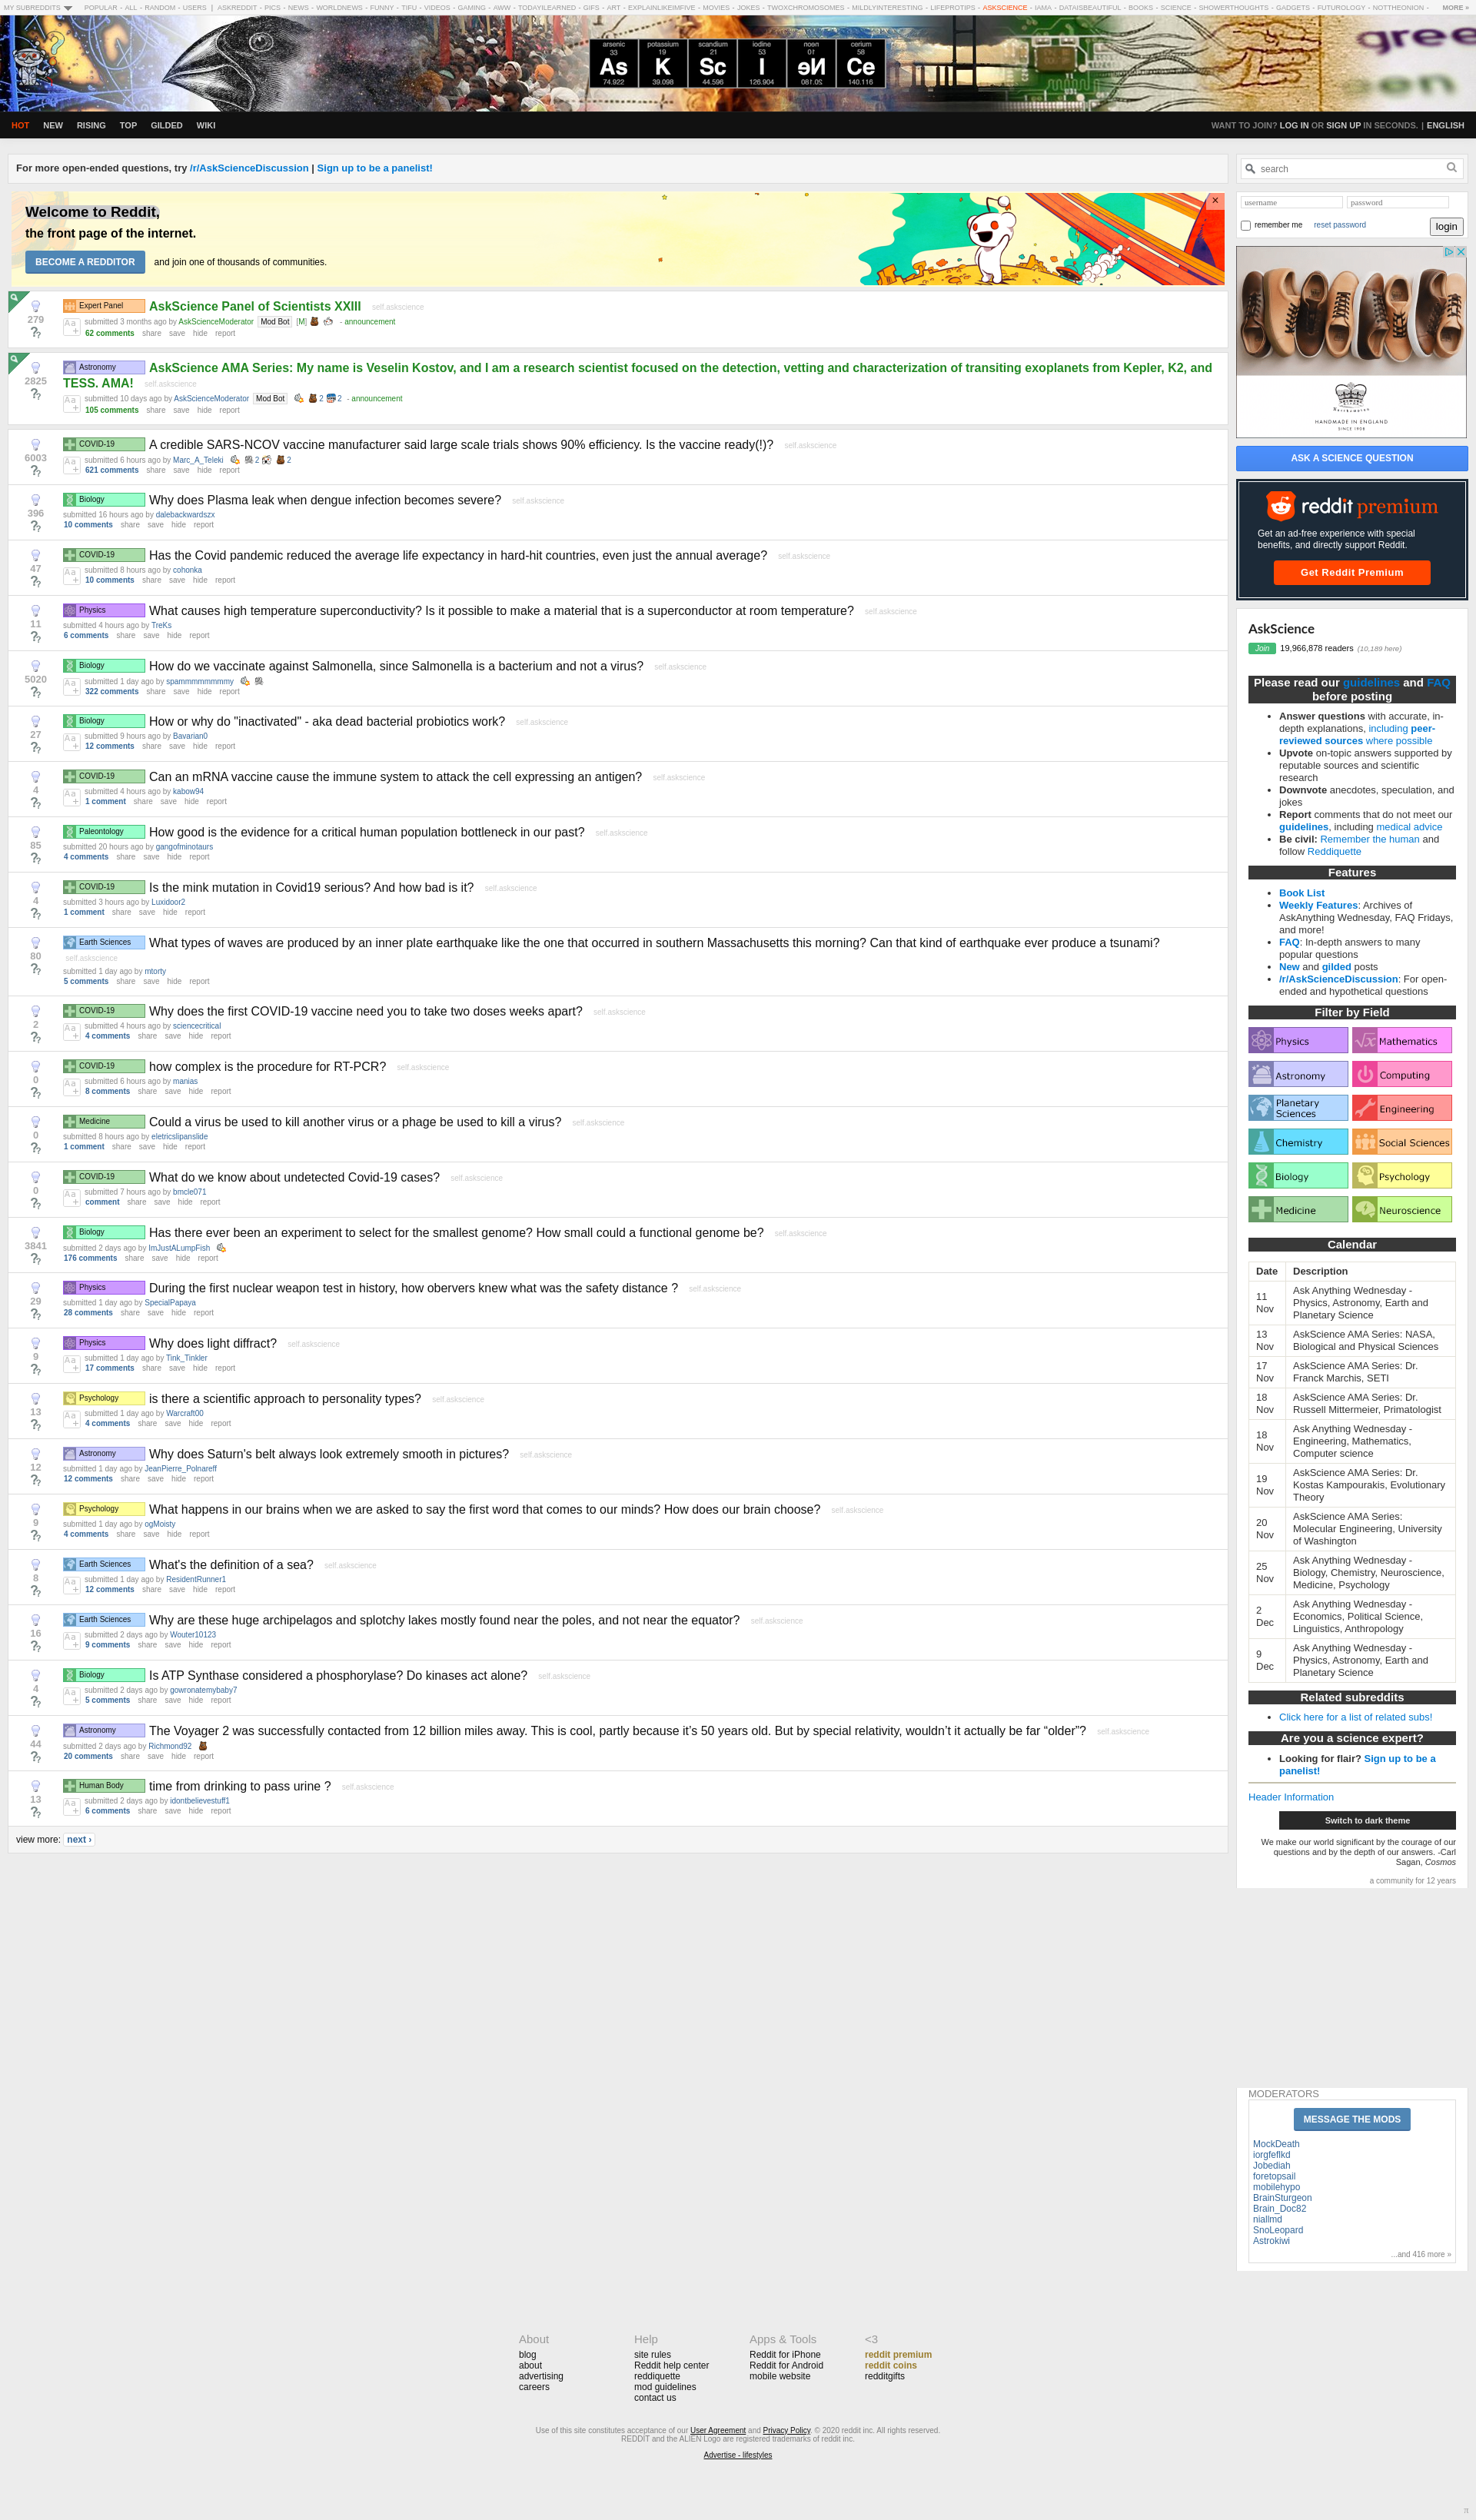 MY SUBREDDITS POPULAR - ALL - RANDOM - USERS | ASKREDDIT - PICS - NEWS - WORLDNEWS - FUNNY - TIFU - VIDEOS - GAMING - AWW - TODAYILEARNED - GIFS - ART - EXPLAINLIKEIMFIVE - MOVIES - JOKES - TWOXCHROMOSOMES - MILDLYINTERESTING - LIFEPROTIPS - ASKSCIENCE - IAMA - DATAISBEAUTIFUL - BOOKS - SCIENCE - SHOWERTHOUGHTS - GADGETS - FUTUROLOGY - NOTTHEONION - MORE »
arsenic potassium scandium iodine neon cerium
33 19 21 53 10 58
As K Sc I Ne Ce
74.922 39.098 44.596 126.904 20.180 140.116
HOT NEW RISING TOP GILDED WIKI
WANT TO JOIN? LOG IN OR SIGN UP IN SECONDS. | ENGLISH
For more open-ended questions, try /r/AskScienceDiscussion | Sign up to be a panelist!
Welcome to Reddit,
the front page of the internet.
BECOME A REDDITOR and join one of thousands of communities.
×
279
Expert Panel AskScience Panel of Scientists XXIII self.askscience
submitted 3 months ago by AskScienceModerator Mod Bot [M] - announcement
62 comments share save hide report
2825
Astronomy AskScience AMA Series: My name is Veselin Kostov, and I am a research scientist focused on the detection, vetting and characterization of transiting exoplanets from Kepler, K2, and
TESS. AMA! self.askscience
submitted 10 days ago by AskScienceModerator Mod Bot 2 2 - announcement
105 comments share save hide report
6003
COVID-19 A credible SARS-NCOV vaccine manufacturer said large scale trials shows 90% efficiency. Is the vaccine ready(!)? self.askscience
submitted 6 hours ago by Marc_A_Teleki 2 2
621 comments share save hide report
396
Biology Why does Plasma leak when dengue infection becomes severe? self.askscience
submitted 16 hours ago by dalebackwardszx
10 comments share save hide report
47
COVID-19 Has the Covid pandemic reduced the average life expectancy in hard-hit countries, even just the annual average? self.askscience
submitted 8 hours ago by cohonka
10 comments share save hide report
11
Physics What causes high temperature superconductivity? Is it possible to make a material that is a superconductor at room temperature? self.askscience
submitted 4 hours ago by TreKs
6 comments share save hide report
5020
Biology How do we vaccinate against Salmonella, since Salmonella is a bacterium and not a virus? self.askscience
submitted 1 day ago by spammmmmmmmy
322 comments share save hide report
27
Biology How or why do "inactivated" - aka dead bacterial probiotics work? self.askscience
submitted 9 hours ago by Bavarian0
12 comments share save hide report
4
COVID-19 Can an mRNA vaccine cause the immune system to attack the cell expressing an antigen? self.askscience
submitted 4 hours ago by kabow94
1 comment share save hide report
85
Paleontology How good is the evidence for a critical human population bottleneck in our past? self.askscience
submitted 20 hours ago by gangofminotaurs
4 comments share save hide report
4
COVID-19 Is the mink mutation in Covid19 serious? And how bad is it? self.askscience
submitted 3 hours ago by Luxidoor2
1 comment share save hide report
80
Earth Sciences What types of waves are produced by an inner plate earthquake like the one that occurred in southern Massachusetts this morning? Can that kind of earthquake ever produce a tsunami?
self.askscience
submitted 1 day ago by mtorty
5 comments share save hide report
2
COVID-19 Why does the first COVID-19 vaccine need you to take two doses weeks apart? self.askscience
submitted 4 hours ago by sciencecritical
4 comments share save hide report
0
COVID-19 how complex is the procedure for RT-PCR? self.askscience
submitted 6 hours ago by manias
8 comments share save hide report
0
Medicine Could a virus be used to kill another virus or a phage be used to kill a virus? self.askscience
submitted 8 hours ago by eletricslipanslide
1 comment share save hide report
0
COVID-19 What do we know about undetected Covid-19 cases? self.askscience
submitted 7 hours ago by bmcle071
comment share save hide report
3841
Biology Has there ever been an experiment to select for the smallest genome? How small could a functional genome be? self.askscience
submitted 2 days ago by ImJustALumpFish
176 comments share save hide report
29
Physics During the first nuclear weapon test in history, how obervers knew what was the safety distance ? self.askscience
submitted 1 day ago by SpecialPapaya
28 comments share save hide report
9
Physics Why does light diffract? self.askscience
submitted 1 day ago by Tink_Tinkler
17 comments share save hide report
13
Psychology is there a scientific approach to personality types? self.askscience
submitted 1 day ago by Warcraft00
4 comments share save hide report
12
Astronomy Why does Saturn's belt always look extremely smooth in pictures? self.askscience
submitted 1 day ago by JeanPierre_Polnareff
12 comments share save hide report
9
Psychology What happens in our brains when we are asked to say the first word that comes to our minds? How does our brain choose? self.askscience
submitted 1 day ago by ogMoisty
4 comments share save hide report
8
Earth Sciences What's the definition of a sea? self.askscience
submitted 1 day ago by ResidentRunner1
12 comments share save hide report
16
Earth Sciences Why are these huge archipelagos and splotchy lakes mostly found near the poles, and not near the equator? self.askscience
submitted 2 days ago by Wouter10123
9 comments share save hide report
4
Biology Is ATP Synthase considered a phosphorylase? Do kinases act alone? self.askscience
submitted 2 days ago by gowronatemybaby7
5 comments share save hide report
44
Astronomy The Voyager 2 was successfully contacted from 12 billion miles away. This is cool, partly because it’s 50 years old. But by special relativity, wouldn’t it actually be far “older”? self.askscience
submitted 2 days ago by Richmond92
20 comments share save hide report
13
Human Body time from drinking to pass urine ? self.askscience
submitted 2 days ago by idontbelievestuff1
6 comments share save hide report
view more: next ›
search
username password
remember me reset password login
HANDMADE IN ENGLAND
SINCE 1908
ASK A SCIENCE QUESTION
reddit premium
Get an ad-free experience with special
benefits, and directly support Reddit.
Get Reddit Premium
AskScience
Join 19,966,878 readers (10,189 here)
Please read our guidelines and FAQ
before posting
Answer questions with accurate, in-
depth explanations, including peer-
reviewed sources where possible
Upvote on-topic answers supported by
reputable sources and scientific
research
Downvote anecdotes, speculation, and
jokes
Report comments that do not meet our
guidelines, including medical advice
Be civil: Remember the human and
follow Reddiquette
Features
Book List
Weekly Features: Archives of
AskAnything Wednesday, FAQ Fridays,
and more!
FAQ: In-depth answers to many
popular questions
New and gilded posts
/r/AskScienceDiscussion: For open-
ended and hypothetical questions
Filter by Field
Physics Mathematics
Astronomy Computing
Planetary
Sciences Engineering
Chemistry Social Sciences
Biology Psychology
Medicine Neuroscience
Calendar
Date Description
11
Nov
Ask Anything Wednesday -
Physics, Astronomy, Earth and
Planetary Science
13
Nov
AskScience AMA Series: NASA,
Biological and Physical Sciences
17
Nov
AskScience AMA Series: Dr.
Franck Marchis, SETI
18
Nov
AskScience AMA Series: Dr.
Russell Mittermeier, Primatologist
18
Nov
Ask Anything Wednesday -
Engineering, Mathematics,
Computer science
19
Nov
AskScience AMA Series: Dr.
Kostas Kampourakis, Evolutionary
Theory
20
Nov
AskScience AMA Series:
Molecular Engineering, University
of Washington
25
Nov
Ask Anything Wednesday -
Biology, Chemistry, Neuroscience,
Medicine, Psychology
2
Dec
Ask Anything Wednesday -
Economics, Political Science,
Linguistics, Anthropology
9
Dec
Ask Anything Wednesday -
Physics, Astronomy, Earth and
Planetary Science
Related subreddits
Click here for a list of related subs!
Are you a science expert?
Looking for flair? Sign up to be a
panelist!
Header Information
Switch to dark theme
We make our world significant by the courage of our
questions and by the depth of our answers. -Carl
Sagan, Cosmos
a community for 12 years
MODERATORS
MESSAGE THE MODS
MockDeath
iorgfeflkd
Jobediah
foretopsail
mobilehypo
BrainSturgeon
Brain_Doc82
niallmd
SnoLeopard
Astrokiwi
...and 416 more »
About
blog
about
advertising
careers
Help
site rules
Reddit help center
reddiquette
mod guidelines
contact us
Apps & Tools
Reddit for iPhone
Reddit for Android
mobile website
<3
reddit premium
reddit coins
redditgifts
Use of this site constitutes acceptance of our User Agreement and Privacy Policy. © 2020 reddit inc. All rights reserved.
REDDIT and the ALIEN Logo are registered trademarks of reddit inc.
Advertise - lifestyles
π